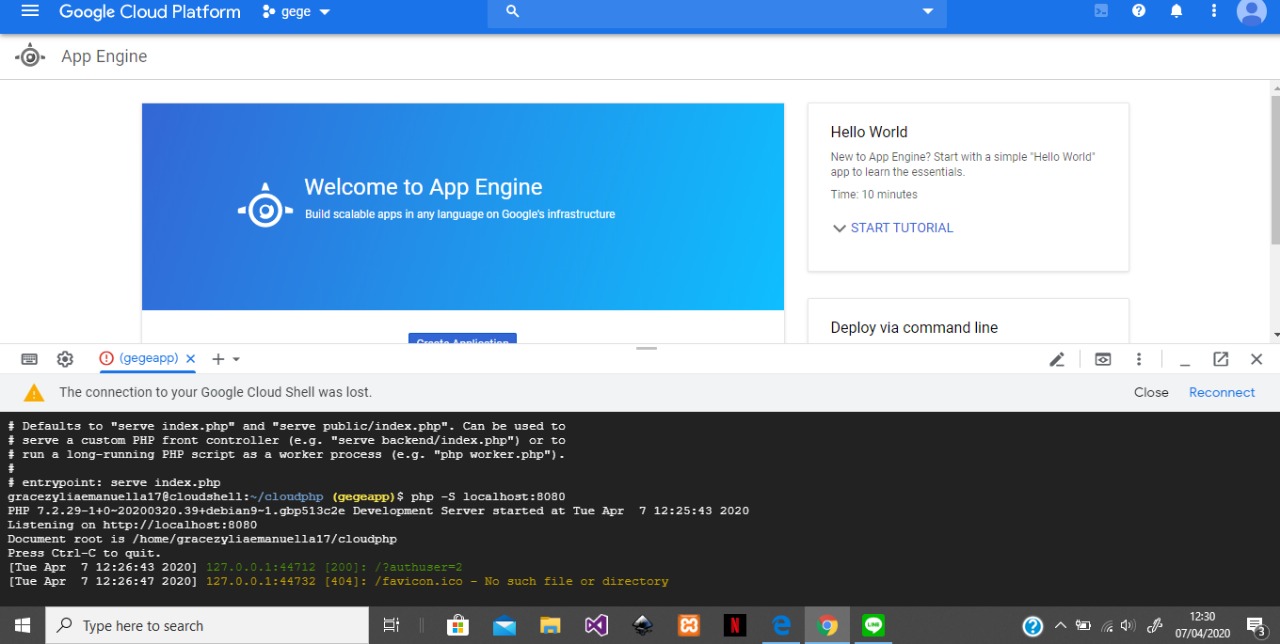 Google Cloud Platform
gege
App Engine
Welcome to App Engine
Build scalable apps in any language on Google's infrastructure
Create Application
Hello World
New to App Engine? Start with a simple "Hello World"
app to learn the essentials.
Time: 10 minutes
START TUTORIAL
Deploy via command line
(gegeapp)
The connection to your Google Cloud Shell was lost.
Close
Reconnect
# Defaults to "serve index.php" and "serve public/index.php". Can be used to
# serve a custom PHP front controller (e.g. "serve backend/index.php") or to
# run a long-running PHP script as a worker process (e.g. "php worker.php").
#
# entrypoint: serve index.php
gracezyliaemanuella17@cloudshell:~/cloudphp (gegeapp)$ php -S localhost:8080
PHP 7.2.29-1+0~20200320.39+debian9~1.gbp513c2e Development Server started at Tue Apr  7 12:25:43 2020
Listening on http://localhost:8080
Document root is /home/gracezyliaemanuella17/cloudphp
Press Ctrl-C to quit.
[Tue Apr  7 12:26:43 2020] 127.0.0.1:44712 [200]: /?authuser=2
[Tue Apr  7 12:26:47 2020] 127.0.0.1:44732 [404]: /favicon.ico - No such file or directory
Type here to search
N
LINE
12:30
07/04/2020
3